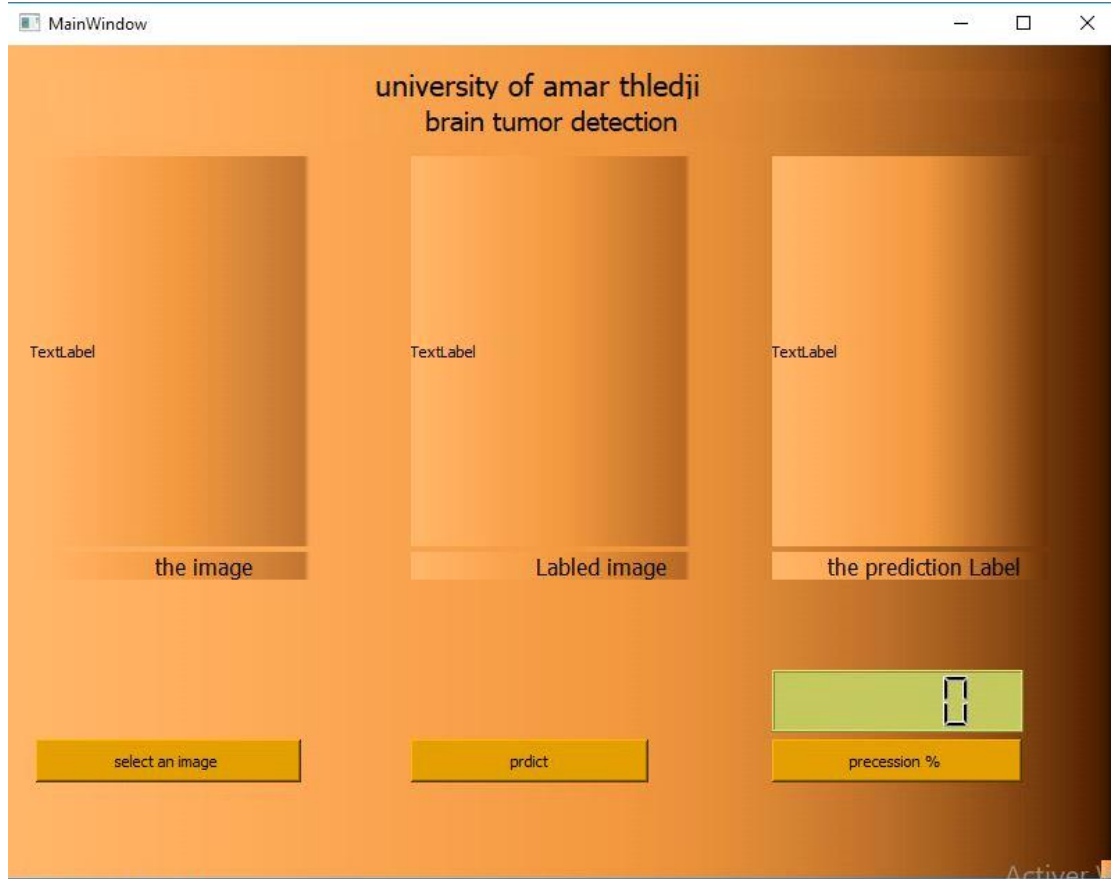 MainWindow
university of amar thledji
brain tumor detection
TextLabel TextLabel TextLabel
the image Labled image the prediction Label
0
select an image prdict precession %
Activer